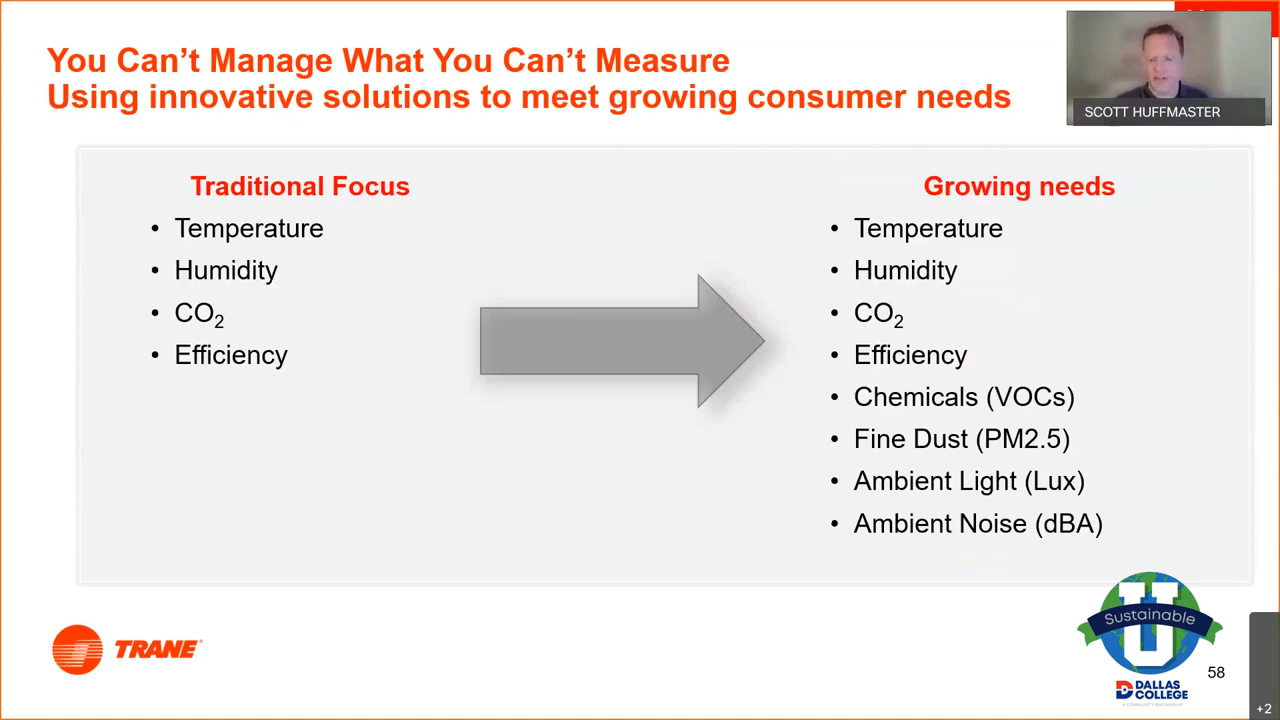 You Can't Manage What You Can't Measure
Using innovative solutions to meet growing consumer needs
SCOTT HUFFMASTER
Traditional Focus
• Temperature
• Humidity
• CO2
• Efficiency
Growing needs
• Temperature
• Humidity
• CO2
• Efficiency
• Chemicals (VOCs)
• Fine Dust (PM2.5)
• Ambient Light (Lux)
• Ambient Noise (dBA)
TRANE®
U
Sustainable
DALLAS
COLLEGE
A COMMUNITY PARTNERSHIP
58
+2